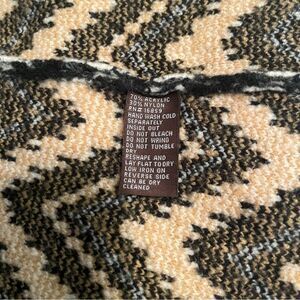 70% ACRYLIC
30% NYLON
RN# 16859
HAND WASH COLD
SEPARATELY
INSIDE OUT
DO NOT BLEACH
DO NOT WRING
DO NOT TUMBLE
DRY
RESHAPE AND
LAY FLAT TO DRY
LOW IRON ON
REVERSE SIDE
CAN BE DRY
CLEANED